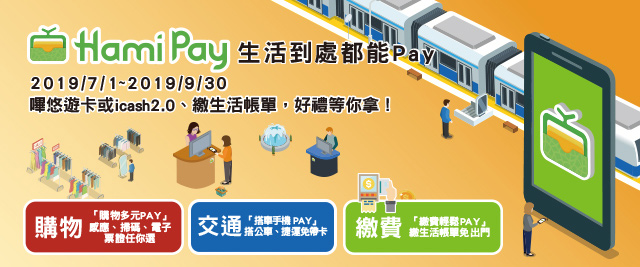 Hami Pay 生活到處都能Pay
2019/7/1~2019/9/30
嗶悠遊卡或icash2.0、繳生活帳單，好禮等你拿！
購物
「購物多元PAY」
感應、掃碼、電子
票證任你選
交通
「搭車手機 PAY」
搭公車、捷運免帶卡
繳費
「繳費輕鬆PAY」
繳生活帳單免出門